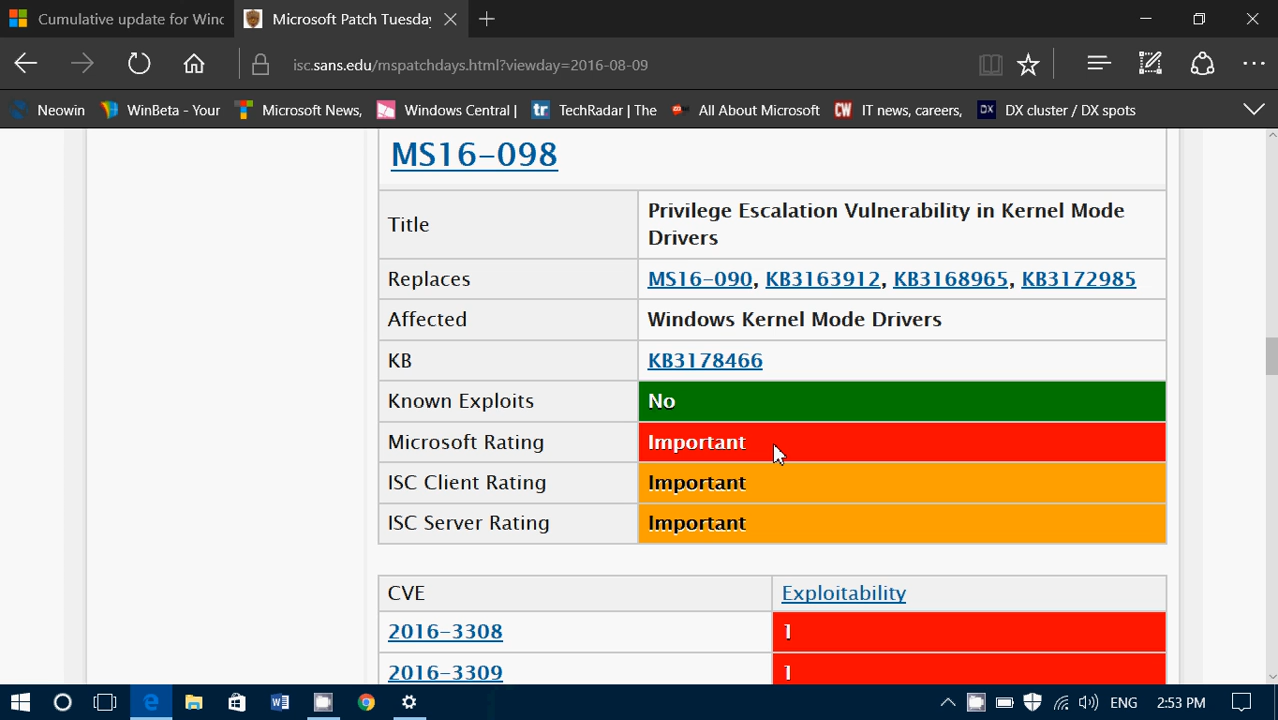 Cumulative update for Winc
Microsoft Patch Tuesday
isc.sans.edu/mspatchdays.html?viewday=2016-08-09
Neowin
WinBeta - Your
Microsoft News,
Windows Central |
tr
TechRadar | The
All About Microsoft
CW
IT news, careers,
DX
DX cluster / DX spots
MS16-098
Title
Privilege Escalation Vulnerability in Kernel Mode
Drivers
Replaces
MS16-090, KB3163912, KB3168965, KB3172985
Affected
Windows Kernel Mode Drivers
KB
KB3178466
Known Exploits
No
Microsoft Rating
Important
ISC Client Rating
Important
ISC Server Rating
Important
CVE
Exploitability
2016-3308
1
2016-3309
1
ENG
2:53 PM